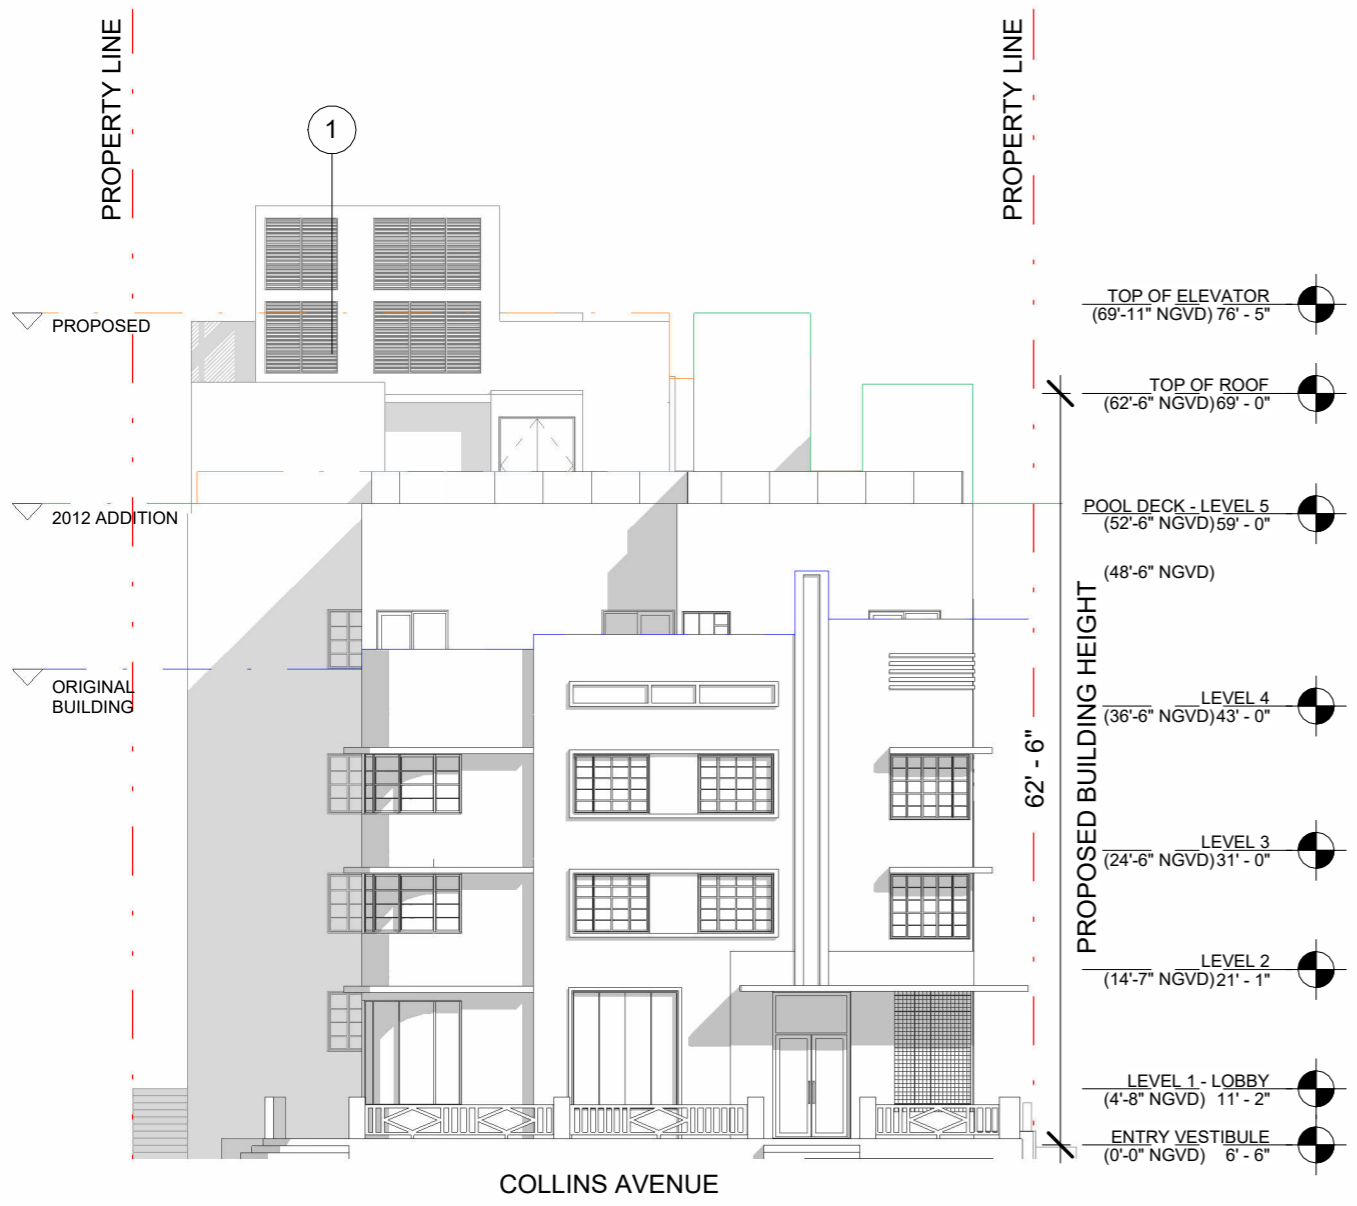 PROPERTY LINE
PROPERTY LINE
1
PROPOSED
2012 ADDITION
ORIGINAL
BUILDING
TOP OF ELEVATOR
(69'-11" NGVD) 76' - 5"
TOP OF ROOF
(62'-6" NGVD) 69' - 0"
POOL DECK - LEVEL 5
(52'-6" NGVD) 59' - 0"
(48'-6" NGVD)
LEVEL 4
(36'-6" NGVD) 43' - 0"
62' - 6"
PROPOSED BUILDING HEIGHT
LEVEL 3
(24'-6" NGVD) 31' - 0"
LEVEL 2
(14'-7" NGVD) 21' - 1"
LEVEL 1 - LOBBY
(4'-8" NGVD) 11' - 2"
ENTRY VESTIBULE
(0'-0" NGVD) 6' - 6"
COLLINS AVENUE